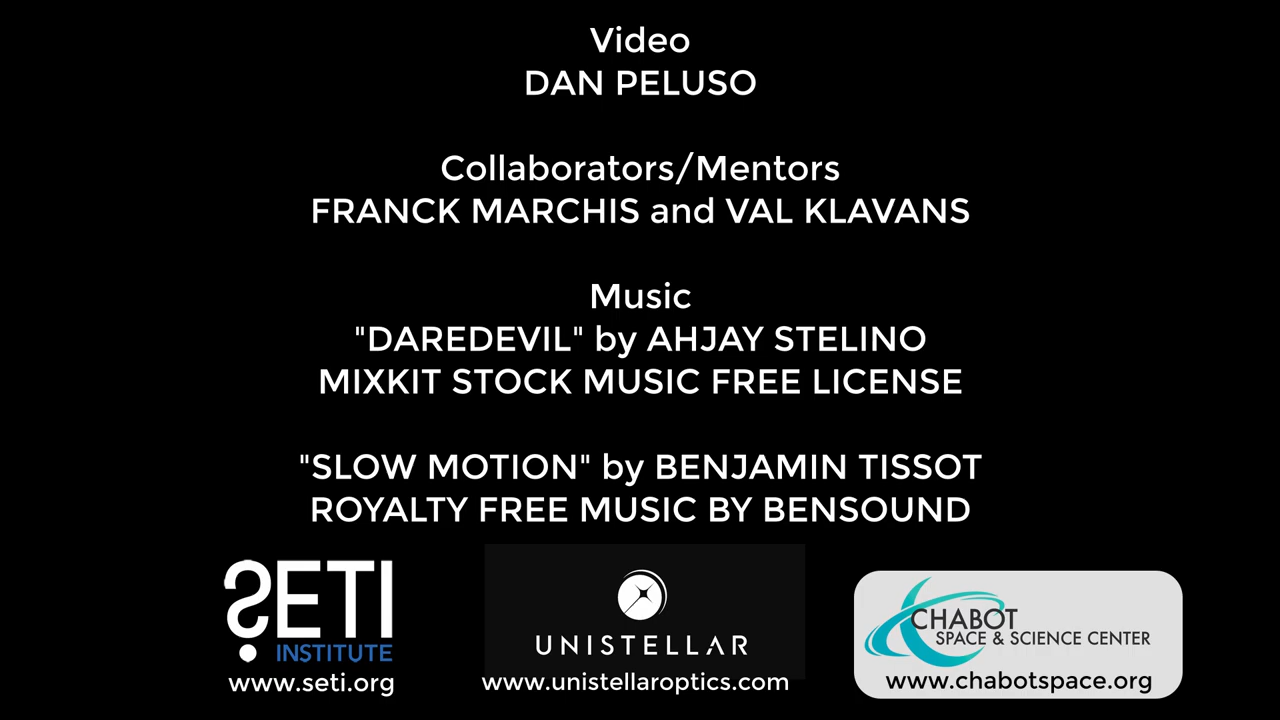 Video
DAN PELUSO
Collaborators/Mentors
FRANCK MARCHIS and VAL KLAVANS
Music
"DAREDEVIL" by AHJAY STELINO
MIXKIT STOCK MUSIC FREE LICENSE
"SLOW MOTION" by BENJAMIN TISSOT
ROYALTY FREE MUSIC BY BENSOUND
SETI
INSTITUTE
www.seti.org
UNISTELLAR
www.unistellaroptics.com
CHABOT
SPACE & SCIENCE CENTER
www.chabotspace.org